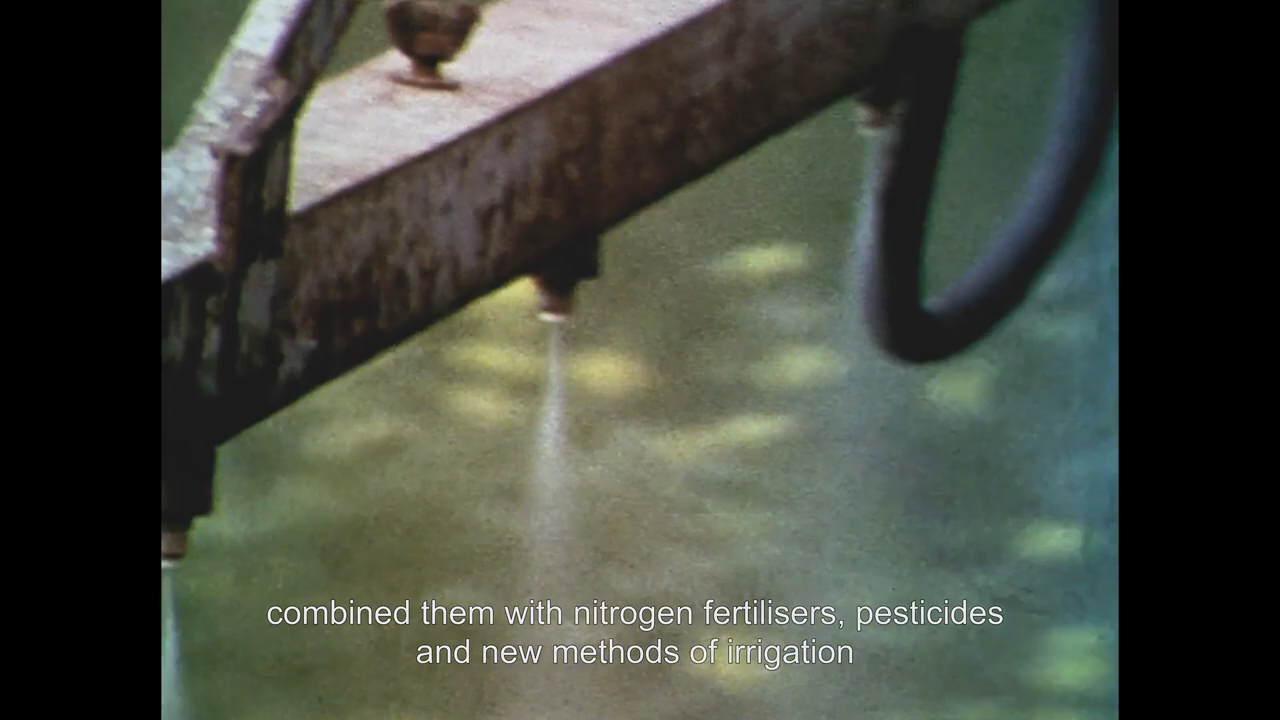 combined them with nitrogen fertilisers, pesticides
and new methods of irrigation